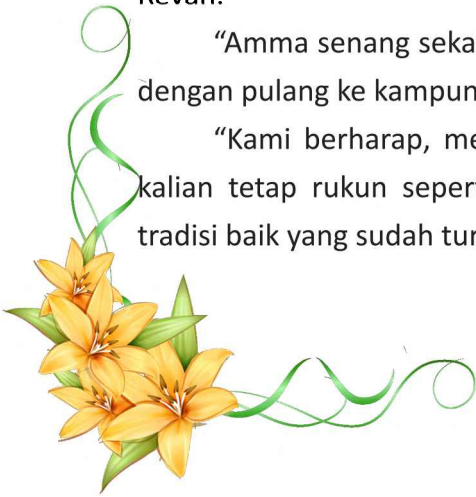 Revan.
“Amma senang seka
dengan pulang ke kampun
“Kami berharap, me
kalian tetap rukun seper
tradisi baik yang sudah tur